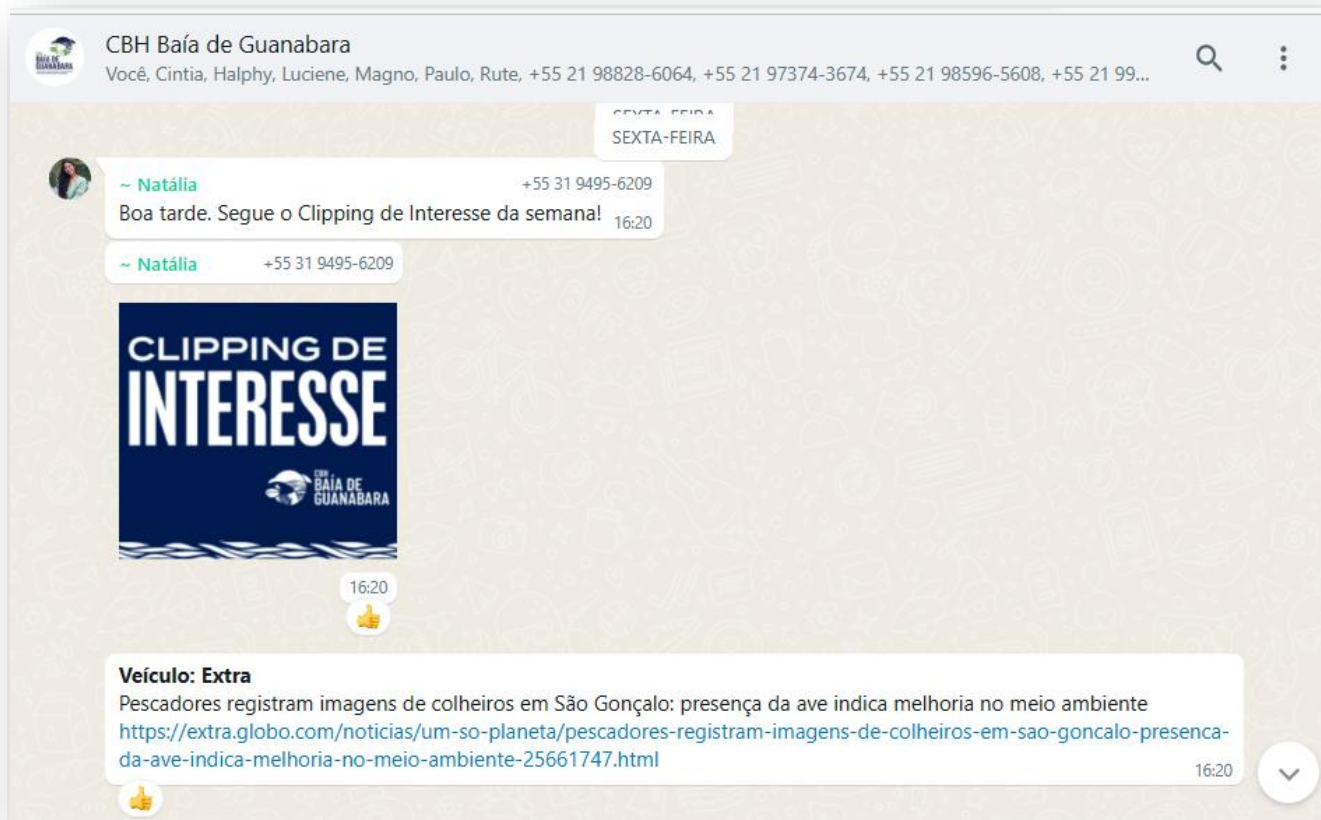 CBH Baía de Guanabara
Você, Cintia, Halphy, Luciene, Magno, Paulo, Rute, +55 21 98828-6064, +55 21 97374-3674, +55 21 98596-5608, +55 21 99...
SEXTA-FEIRA
SEXTA-FEIRA
~ Natália +55 31 9495-6209
Boa tarde. Segue o Clipping de Interesse da semana! 16:20
~ Natália +55 31 9495-6209
CLIPPING DE
INTERESSE
CBH
BAÍA DE
GUANABARA
16:20
Veículo: Extra
Pescadores registram imagens de colheiros em São Gonçalo: presença da ave indica melhoria no meio ambiente
https://extra.globo.com/noticias/um-so-planeta/pescadores-registram-imagens-de-colheiros-em-sao-goncalo-presenca-
da-ave-indica-melhoria-no-meio-ambiente-25661747.html
16:20